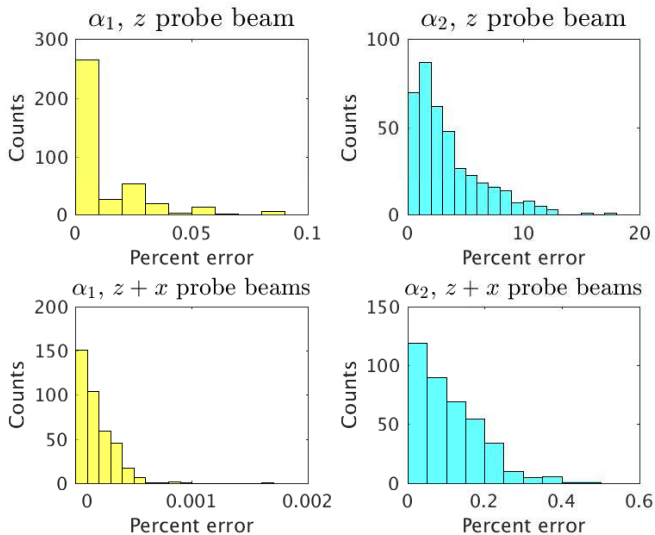 α₁, z probe beam
α₂, z probe beam
300
200
100
0
Counts
0
0.05
0.1
Percent error
100
50
0
Counts
0
10
20
Percent error
α₁, z + x probe beams
α₂, z + x probe beams
200
150
100
50
0
Counts
0
0.001
0.002
Percent error
150
100
50
0
Counts
0
0.2
0.4
0.6
Percent error